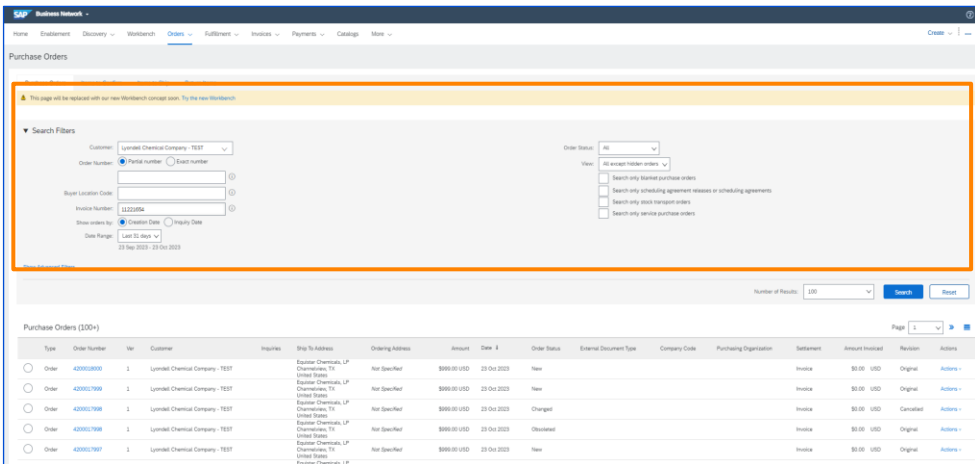 SAP Business Network
Home Enablement Discovery Workbench Orders Fulfillment Invoices Payments Catalogs More Create
Purchase Orders
This page will be replaced with our new Workbench concept soon. Try the new Workbench
Search Filters
Customer: Lyondell Chemical Company - TEST Order Status: All
Order Number: Partial number Exact number View: All except hidden orders
Search only blanket purchase orders
Buyer Location Code: Search only scheduling agreement releases or scheduling agreements
Invoice Number: 11221654 Search only stock transport orders
Search only service purchase orders
Show orders by: Creation Date Inquiry Date
Date Range: Last 31 days
23 Sep 2023 - 23 Oct 2023
Show Advanced Filters
Number of Results: 100 Search Reset
Purchase Orders (100+) Page 1
Type Order Number Ver Customer Inquiries Ship To Address Ordering Address Amount Date Order Status External Document Type Company Code Purchasing Organization Settlement Amount Invoiced Revision Actions
Equistar Chemicals, LP
Order 4200018000 1 Lyondell Chemical Company - TEST Channelview, TX Not Specified $999.00 USD 23 Oct 2023 New Invoice $0.00 USD Original Actions
United States
Equistar Chemicals, LP
Order 4200017999 1 Lyondell Chemical Company - TEST Channelview, TX Not Specified $999.00 USD 23 Oct 2023 New Invoice $0.00 USD Original Actions
United States
Equistar Chemicals, LP
Order 4200017998 1 Lyondell Chemical Company - TEST Channelview, TX Not Specified $999.00 USD 23 Oct 2023 Changed Invoice $0.00 USD Cancelled Actions
United States
Equistar Chemicals, LP
Order 4200017998 1 Lyondell Chemical Company - TEST Channelview, TX Not Specified $999.00 USD 23 Oct 2023 Obsoleted Invoice $0.00 USD Original Actions
United States
Equistar Chemicals, LP
Order 4200017997 1 Lyondell Chemical Company - TEST Channelview, TX Not Specified $999.00 USD 23 Oct 2023 New Invoice $0.00 USD Original Actions
United States
Equistar Chemicals, LP